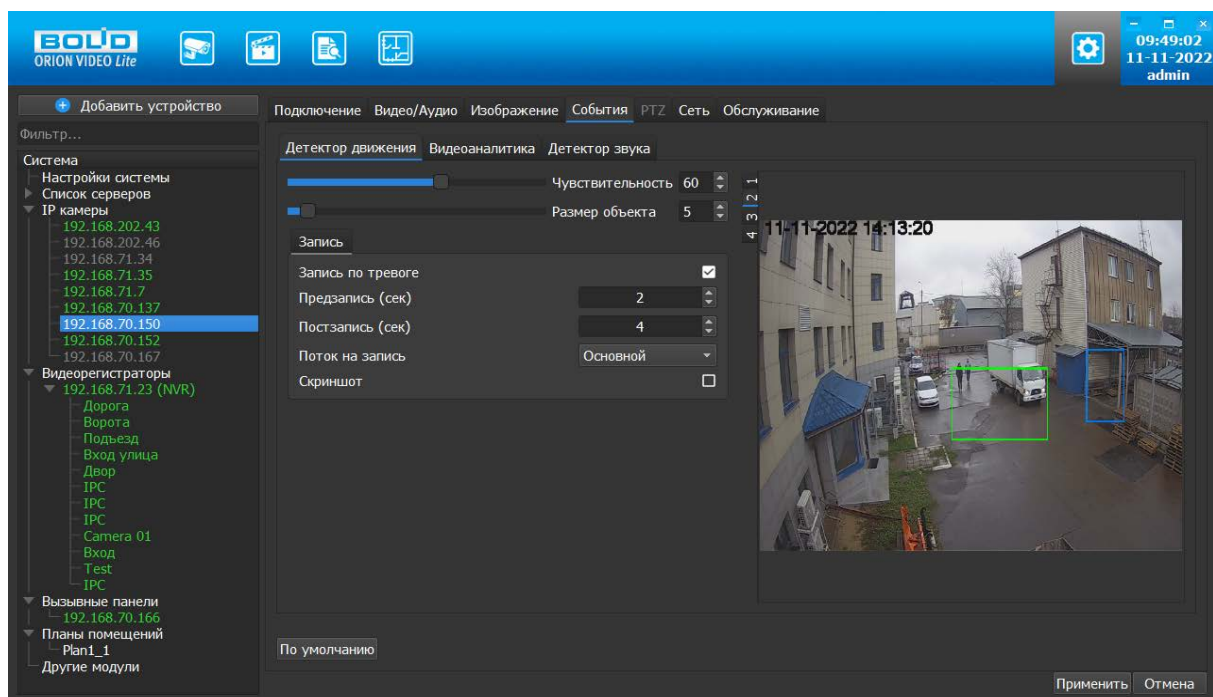 BOLID
ORION VIDEO Lite
09:49:02
11-11-2022
admin
Добавить устройство
Фильтр...
Система
Настройки системы
Список серверов
IP камеры
192.168.202.43
192.168.202.46
192.168.71.34
192.168.71.35
192.168.71.7
192.168.70.137
192.168.70.150
192.168.70.152
192.168.70.167
Видеорегистраторы
192.168.71.23 (NVR)
Дорога
Ворота
Подъезд
Вход улица
Двор
IPC
IPC
IPC
Camera 01
Вход
Test
IPC
Вызывные панели
192.168.70.166
Планы помещений
Plan1_1
Другие модули
Подключение Видео/Аудио Изображение События PTZ Сеть Обслуживание
Детектор движения Видеоаналитика Детектор звука
Чувствительность 60
Размер объекта 5
Запись
Запись по тревоге
Предзапись (сек) 2
Постзапись (сек) 4
Поток на запись Основной
Скриншот
1
2
3
4
11-11-2022 14:13:20
По умолчанию
Применить Отмена